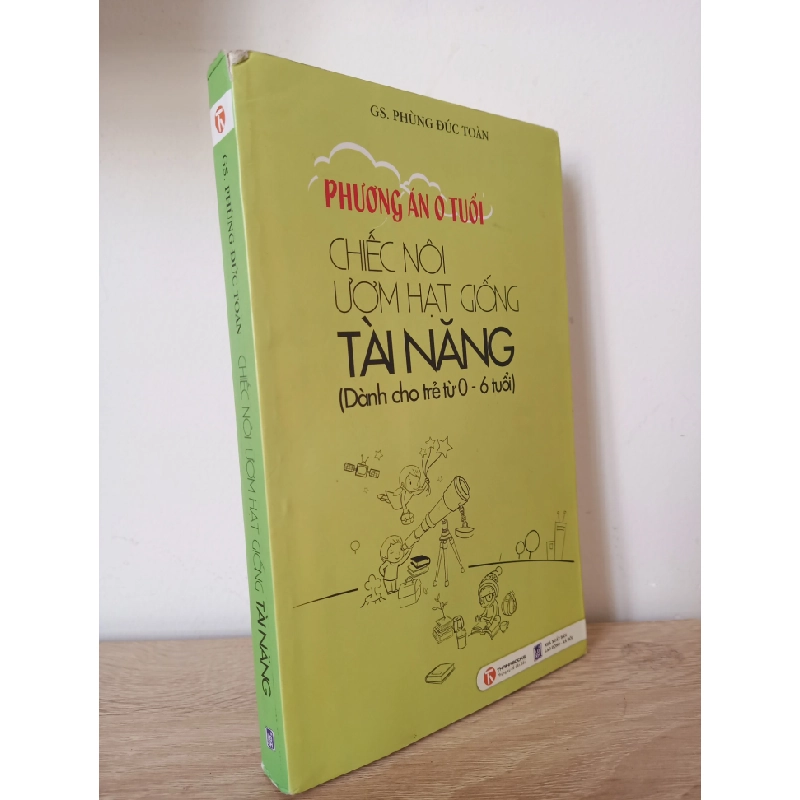 GS. PHÙNG ĐỨC TOÀN
PHƯƠNG ÁN 0 TUỔI
CHIẾC NÔI
ƯƠM HẠT GIỐNG
TÀI NĂNG
(Dành cho trẻ từ 0 - 6 tuổi)
GS. PHÙNG ĐỨC TOÀN CHIẾC NÔI ƯƠM HẠT GIỐNG TÀI NĂNG
THAIHABOOKS